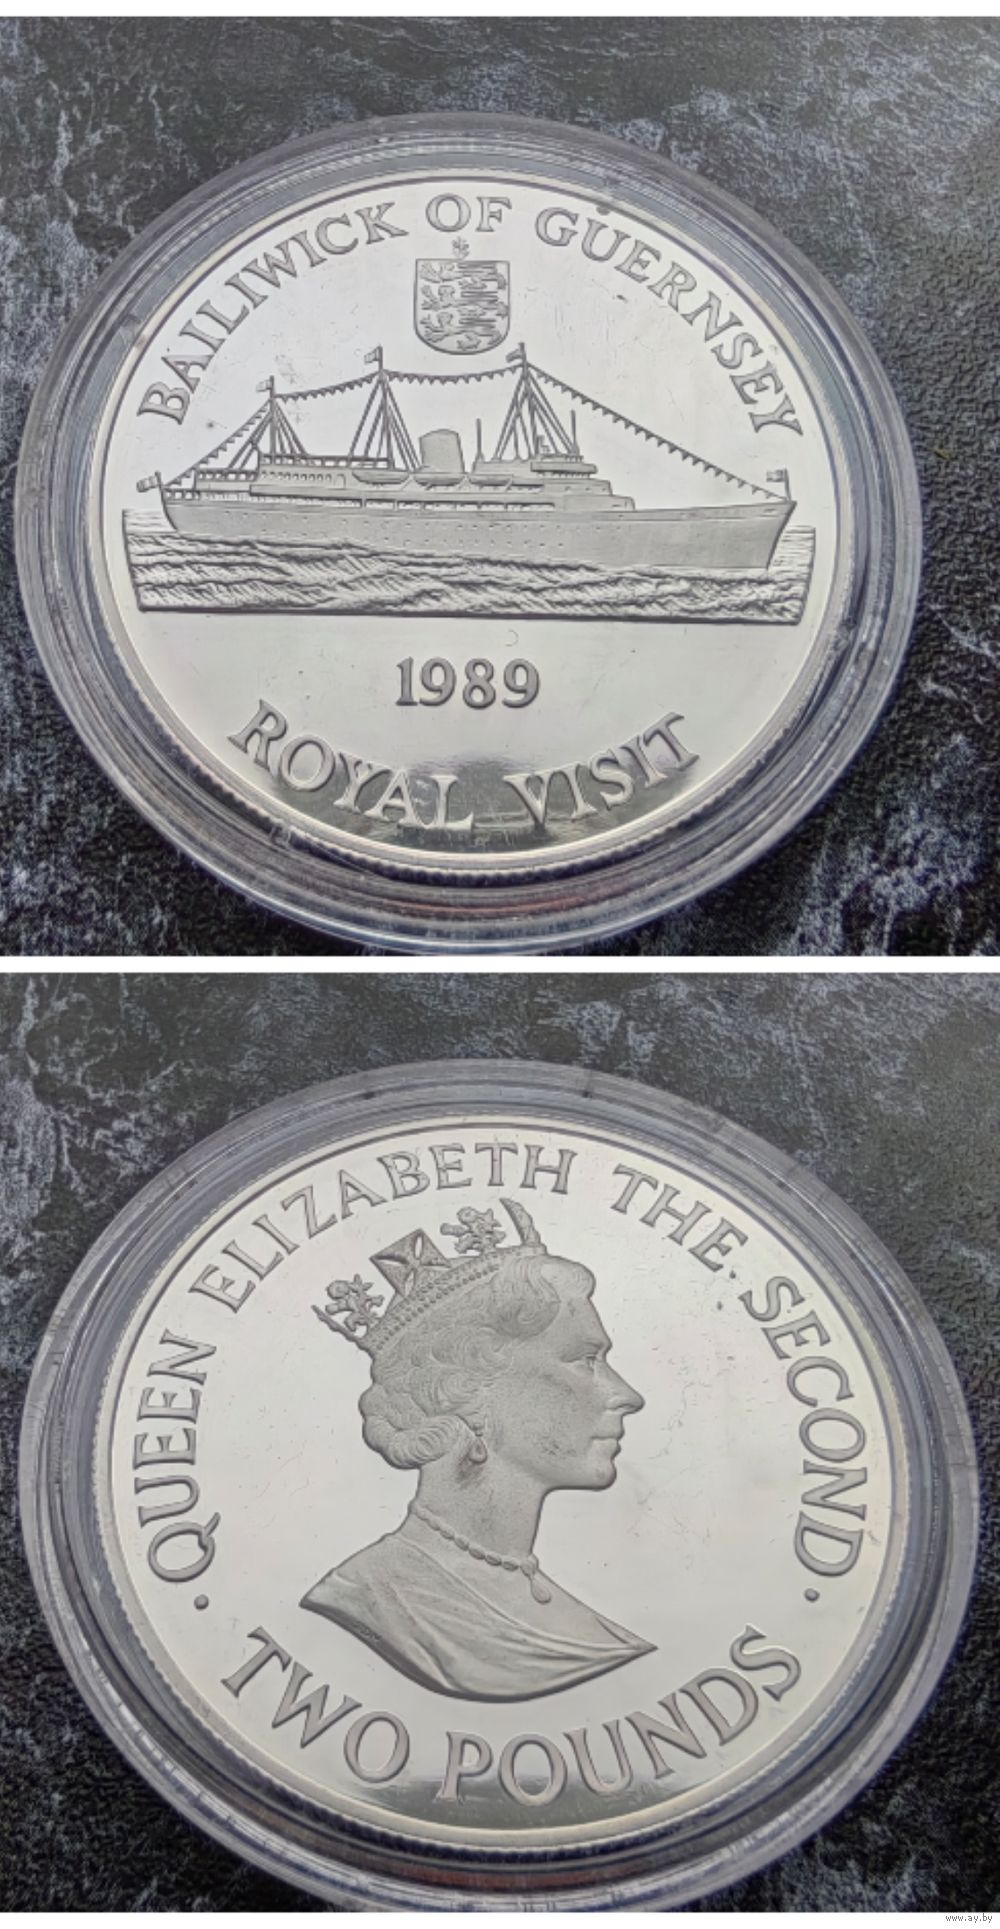 BAILIWICK OF GUERNSEY
1989
ROYAL VISIT
· QUEEN ELIZABETH THE SECOND ·
TWO POUNDS
www.ay.by